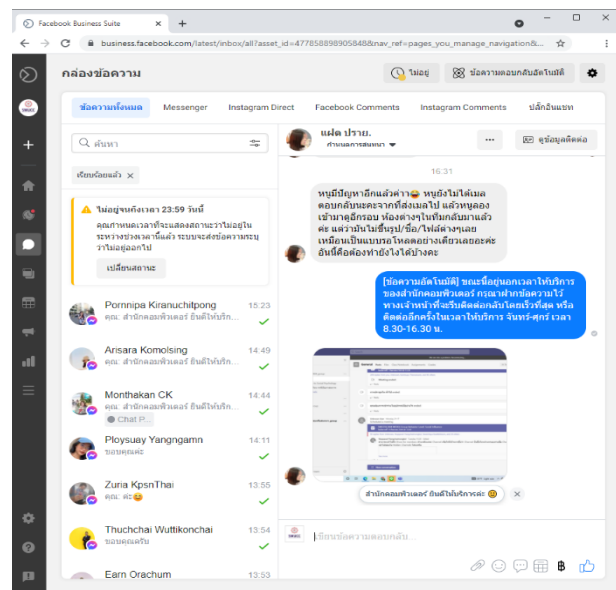 Facebook Business Suite
business.facebook.com/latest/inbox/all?asset_id=477858898905848&nav_ref=pages_you_manage_navigation&...
กล่องข้อความ
ไม่อยู่
ข้อความตอบกลับอัตโนมัติ
ข้อความทั้งหมด Messenger Instagram Direct Facebook Comments Instagram Comments ปลั๊กอินแชท
ค้นหา
เรียบร้อยแล้ว ×
ไม่อยู่จนถึงเวลา 23:59 วันนี้
คุณกำหนดเวลาที่จะแสดงสถานะว่าไม่อยู่ใน
ระหว่างช่วงเวลานี้แล้ว ระบบจะส่งข้อความระบุ
ว่าไม่อยู่ออกไป
เปลี่ยนสถานะ
Pornnipa Kiranuchitpong 15:23
คุณ: สำนักคอมพิวเตอร์ ยินดีให้บริก...
Arisara Komolsing 14:49
คุณ: สำนักคอมพิวเตอร์ ยินดีให้บริก...
Monthakan CK 14:44
คุณ: สำนักคอมพิวเตอร์ ยินดีให้บริก...
Chat P...
Ploysuay Yangngamn 14:11
ขอบคุณค่ะ
Zuria KpsnThai 13:55
คุณ: ค่ะ😂
Thuchchai Wuttikonchai 13:54
ขอบคุณครับ
Earn Orachum 13:53
แฝด ปราย.
กำหนดการสนทนา
ดูข้อมูลติดต่อ
16:31
หนูมีปัญหาอีกแล้วค่าา😂 หนูยังไม่ได้เมล
ตอบกลับนะคะจากที่ส่งเมลไป แล้วหนูลอง
เข้ามาดูอีกรอบ ห้องต่างๆในทีมกลับมาแล้ว
ค่ะ แต่ว่ามันไม่ขึ้นรูป/ชื่อ/ไฟล์ต่างๆเลย
เหมือนเป็นแบบรอโหลดอย่างเดียวเลยอะค่ะ
อันนี้คือต้องทำยังไงได้บ้างคะ
[ข้อความอัตโนมัติ] ขณะนี้อยู่นอกเวลาให้บริการ
ของสำนักคอมพิวเตอร์ กรุณาฝากข้อความไว้
ทางเจ้าหน้าที่จะรีบติดต่อกลับโดยเร็วที่สุด หรือ
ติดต่ออีกครั้งในเวลาให้บริการ จันทร์-ศุกร์ เวลา
8.30-16.30 น.
สำนักคอมพิวเตอร์ ยินดีให้บริการค่ะ 🙂
เขียนข้อความตอบกลับ...